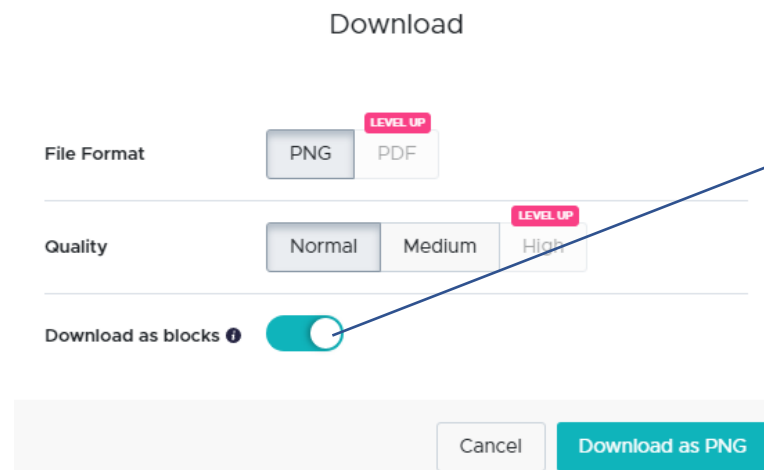 Download
LEVEL UP
File Format PNG PDF
LEVEL UP
Quality Normal Medium High
Download as blocks i
Cancel Download as PNG